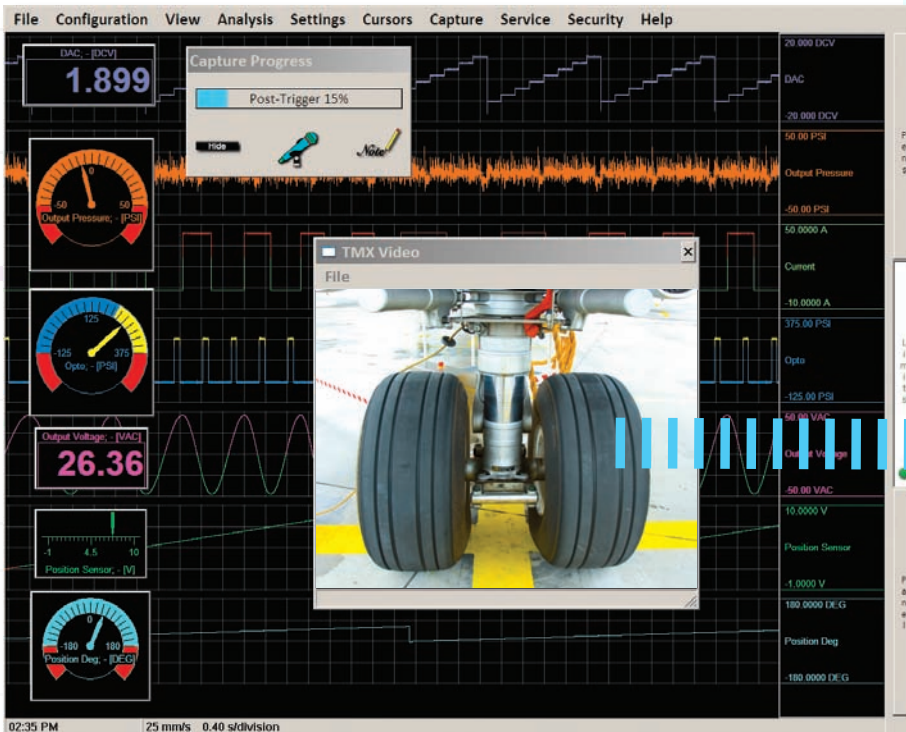 File Configuration View Analysis Settings Cursors Capture Service Security Help
DAC; - [DCV]
1.899
Capture Progress
Post-Trigger 15%
Hide
Note
20.000 DCV
DAC
-20.000 DCV
0
-50 50
Output Pressure; - [PSI]
50.00 PSI
Output Pressure
-50.00 PSI
TMX Video
File
50.0000 A
Current
-10.0000 A
125
-125 375
Opto; - [PSI]
375.00 PSI
Opto
-125.00 PSI
Output Voltage; - [VAC]
26.36
50.00 VAC
Output Voltage
-50.00 VAC
-1 4.5 10
Position Sensor; - [V]
10.0000 V
Position Sensor
-1.0000 V
0
-180 180
Position Deg; - [DEG]
180.0000 DEG
Position Deg
-180.0000 DEG
02:35 PM 25 mm/s 0.40 s/division